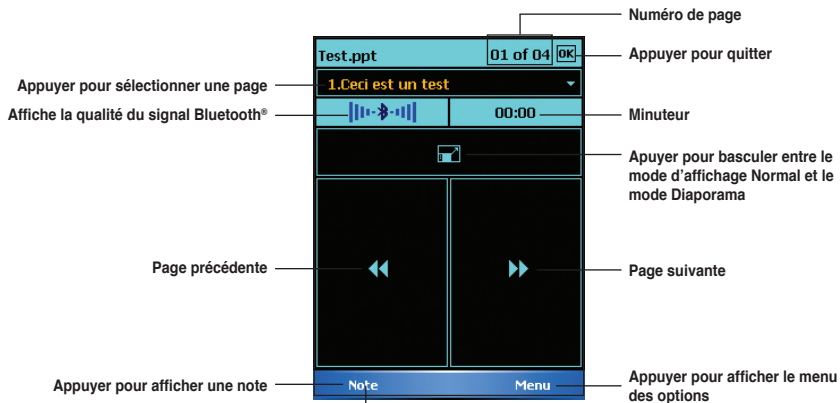 Numéro de page
Test.ppt
01 of 04
OK
Appuyer pour quitter
Appuyer pour sélectionner une page
1.Ceci est un test
Affiche la qualité du signal Bluetooth®
00:00
Minuteur
Apuyer pour basculer entre le
mode d'affichage Normal et le
mode Diaporama
Page précédente
Page suivante
Appuyer pour afficher une note
Note
Menu
Appuyer pour afficher le menu
des options